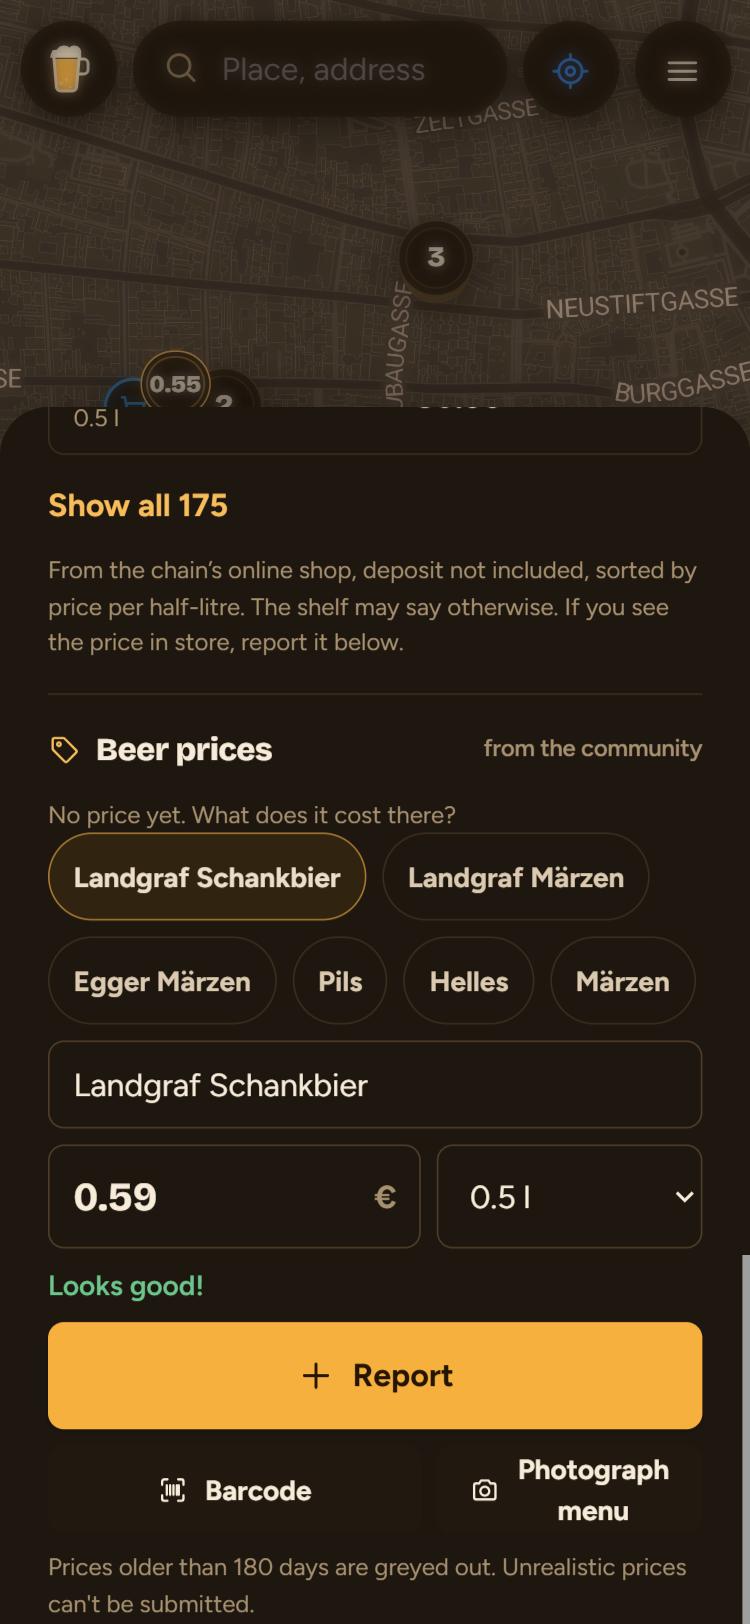 Place, address
ZELTGASSE
3
NEUSTIFTGASSE
UBAUGASSE
SE
0.55
2
BURGGASSE
0.5 l
Show all 175
From the chain’s online shop, deposit not included, sorted by
price per half-litre. The shelf may say otherwise. If you see
the price in store, report it below.
Beer prices
from the community
No price yet. What does it cost there?
Landgraf Schankbier
Landgraf Märzen
Egger Märzen
Pils
Helles
Märzen
Landgraf Schankbier
0.59 €
0.5 l
Looks good!
Report
Barcode
Photograph
menu
Prices older than 180 days are greyed out. Unrealistic prices
can't be submitted.